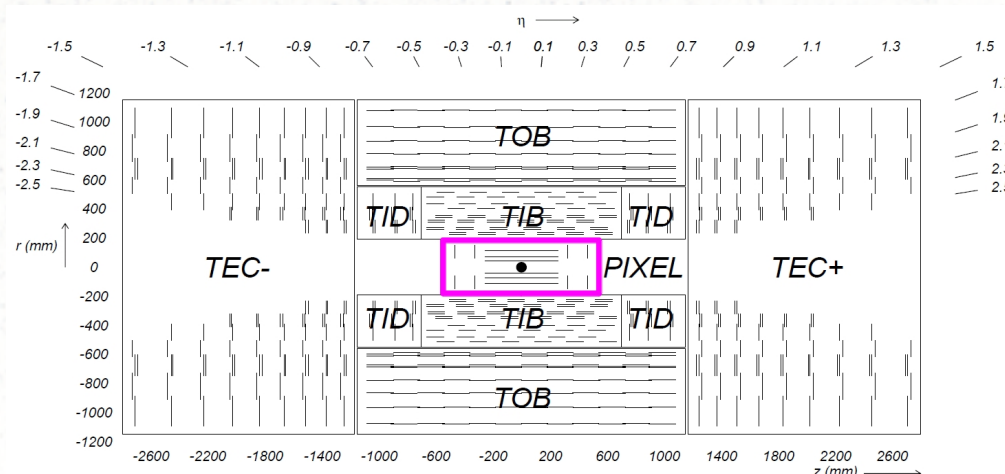 η
-1.5 -1.3 -1.1 -0.9 -0.7 -0.5 -0.3 -0.1 0.1 0.3 0.5 0.7 0.9 1.1 1.3 1.5
-1.7
-1.9
-2.1
-2.3
-2.5
1200
1000
800
600
400
200
0
-200
-400
-600
-800
-1000
-1200
r (mm)
TOB
TID TIB TID
TEC- PIXEL TEC+
TID TIB TID
TOB
-2600 -2200 -1800 -1400 -1000 -600 -200 200 600 1000 1400 1800 2200 2600
z (mm)